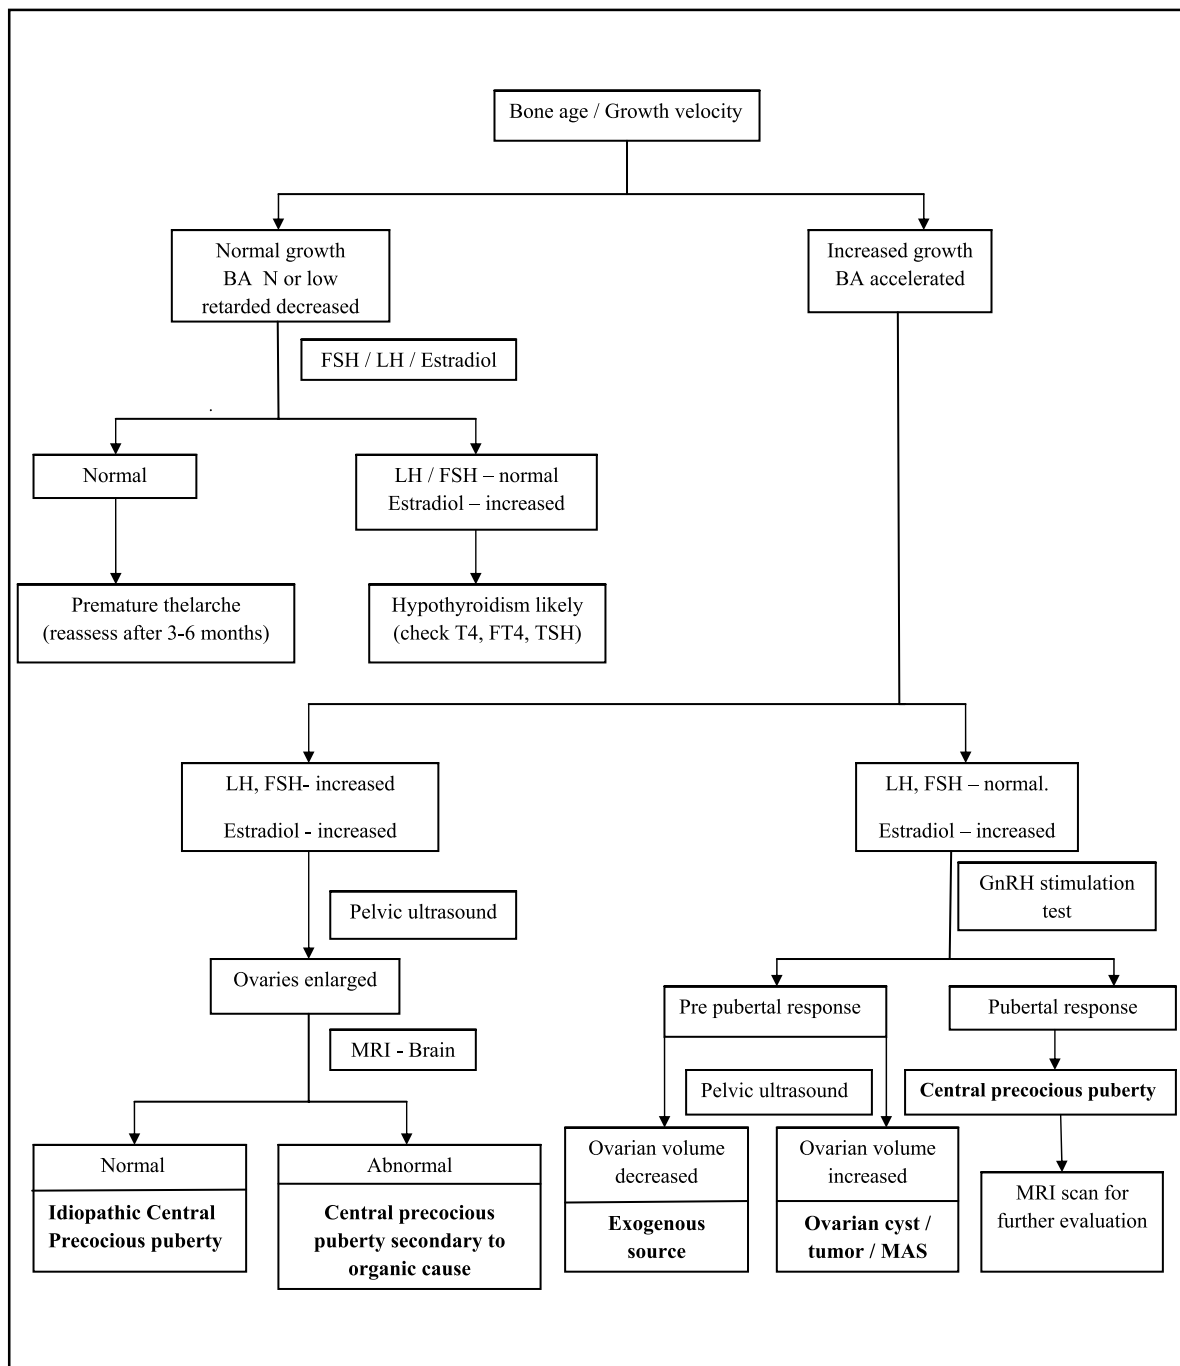 Bone age / Growth velocity
Normal growth
BA  N or low
retarded decreased
Increased growth
BA accelerated
FSH / LH / Estradiol
Normal
LH / FSH – normal
Estradiol – increased
Premature thelarche
(reassess after 3-6 months)
Hypothyroidism likely
(check T4, FT4, TSH)
LH, FSH- increased
Estradiol - increased
LH, FSH – normal.
Estradiol – increased
Pelvic ultrasound
GnRH stimulation
test
Ovaries enlarged
Pre pubertal response
Pubertal response
MRI - Brain
Pelvic ultrasound
Central precocious puberty
Normal
Idiopathic Central
Precocious puberty
Abnormal
Central precocious
puberty secondary to
organic cause
Ovarian volume
decreased
Exogenous
source
Ovarian volume
increased
Ovarian cyst /
tumor / MAS
MRI scan for
further evaluation